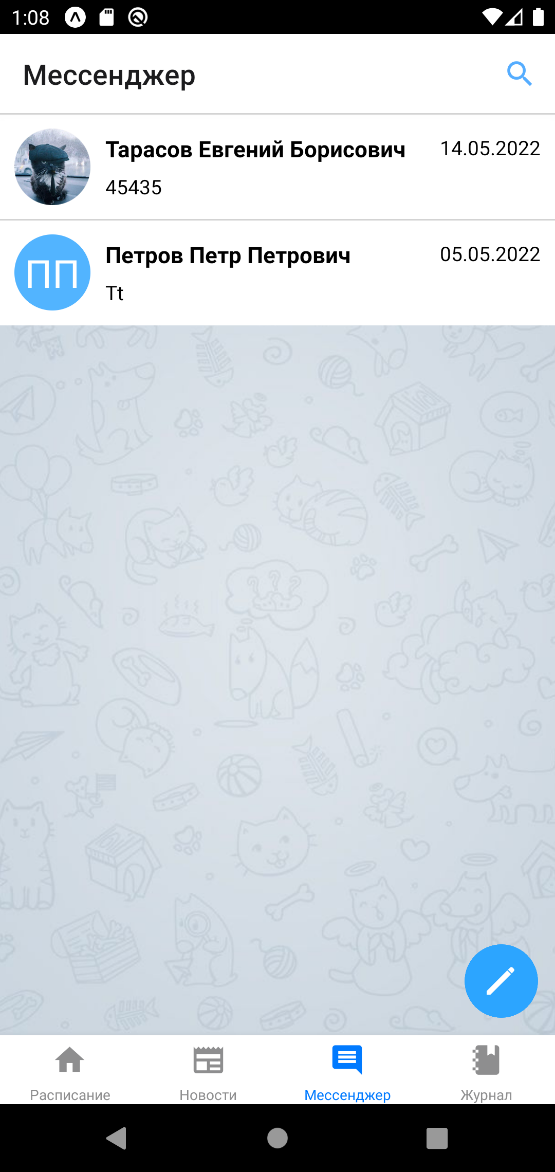 1:08
Мессенджер
Тарасов Евгений Борисович
14.05.2022
45435
ПП
Петров Петр Петрович
05.05.2022
Tt
Расписание
Новости
Мессенджер
Журнал